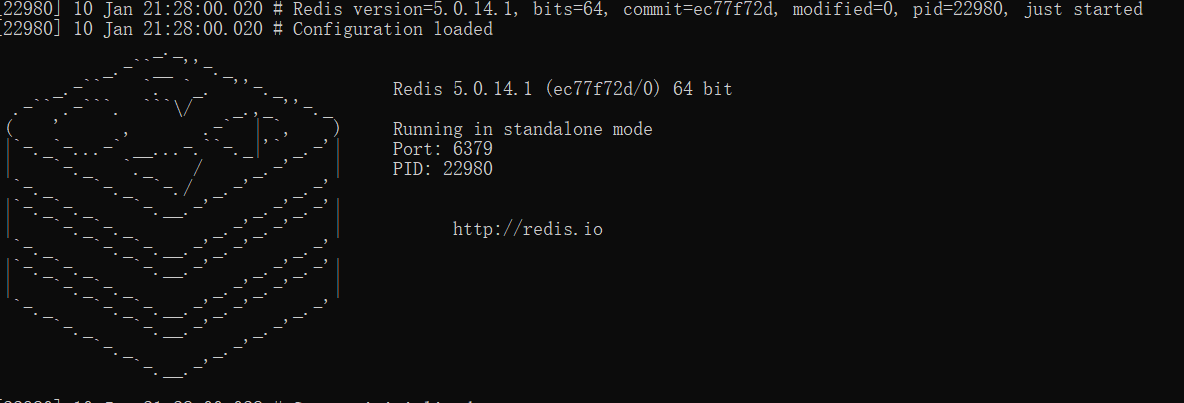 [22980] 10 Jan 21:28:00.020 # Redis version=5.0.14.1, bits=64, commit=ec77f72d, modified=0, pid=22980, just started
[22980] 10 Jan 21:28:00.020 # Configuration loaded
Redis 5.0.14.1 (ec77f72d/0) 64 bit
Running in standalone mode
Port: 6379
PID: 22980
http://redis.io